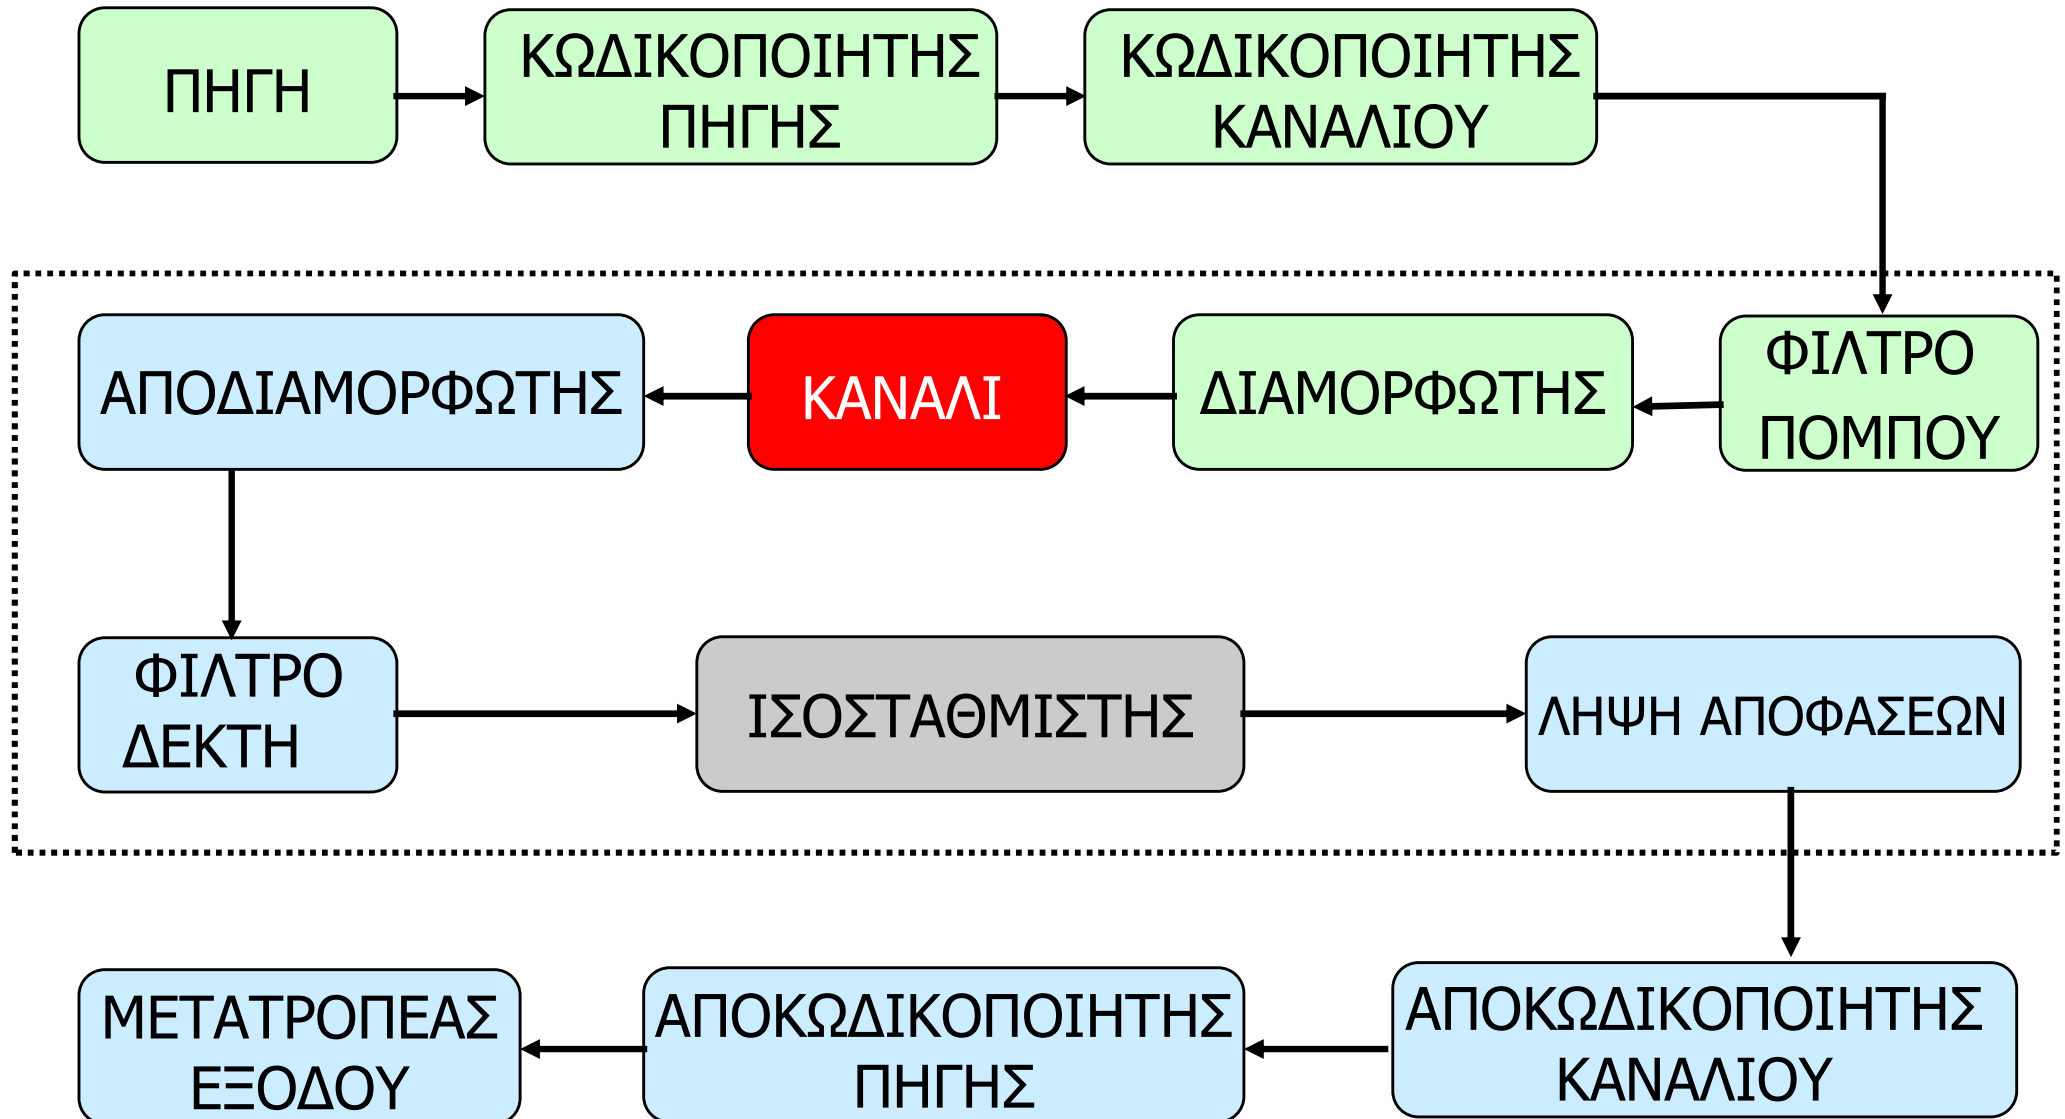 ΠΗΓΗ
ΚΩΔΙΚΟΠΟΙΗΤΗΣ
ΠΗΓΗΣ
ΚΩΔΙΚΟΠΟΙΗΤΗΣ
ΚΑΝΑΛΙΟΥ
ΑΠΟΔΙΑΜΟΡΦΩΤΗΣ
ΚΑΝΑΛΙ
ΔΙΑΜΟΡΦΩΤΗΣ
ΦΙΛΤΡΟ
ΠΟΜΠΟΥ
ΦΙΛΤΡΟ
ΔΕΚΤΗ
ΙΣΟΣΤΑΘΜΙΣΤΗΣ
ΛΗΨΗ ΑΠΟΦΑΣΕΩΝ
ΜΕΤΑΤΡΟΠΕΑΣ
ΕΞΟΔΟΥ
ΑΠΟΚΩΔΙΚΟΠΟΙΗΤΗΣ
ΠΗΓΗΣ
ΑΠΟΚΩΔΙΚΟΠΟΙΗΤΗΣ
ΚΑΝΑΛΙΟΥ